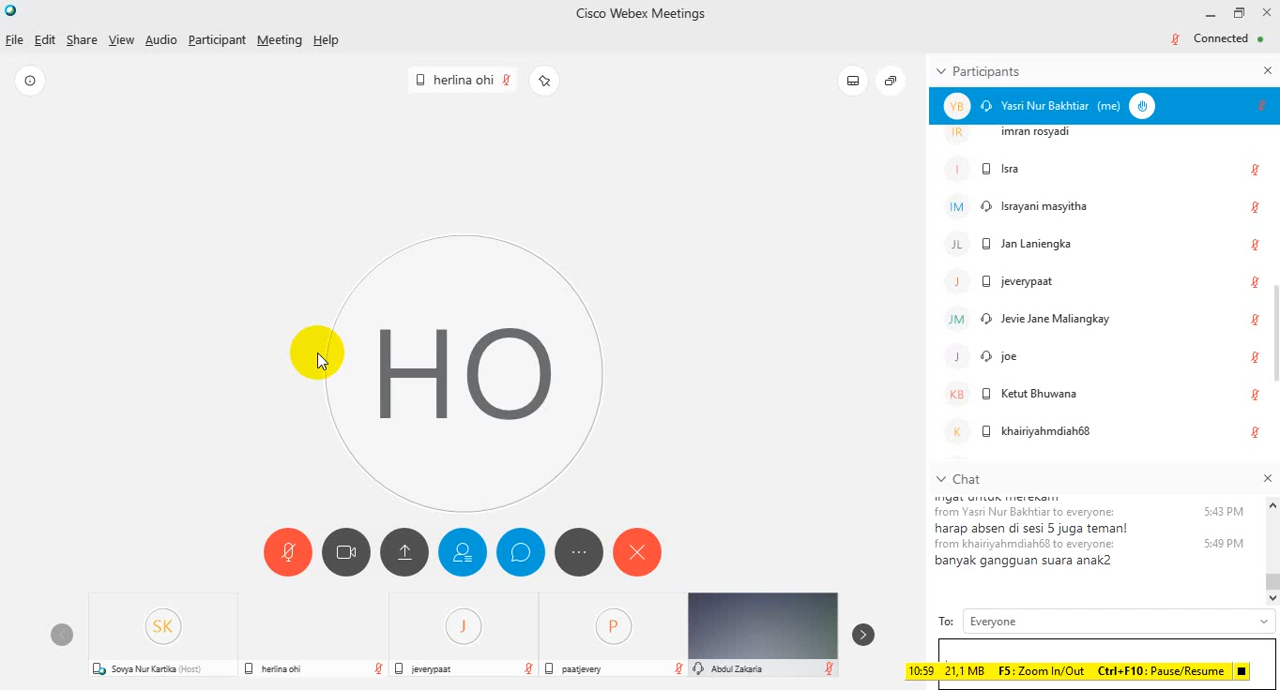 Cisco Webex Meetings
File Edit Share View Audio Participant Meeting Help
Connected
herlina ohi
Participants
YB Yasri Nur Bakhtiar (me)
IR imran rosyadi
I Isra
IM Israyani masyitha
JL Jan Laniengka
J jeverypaat
JM Jevie Jane Maliangkay
J joe
KB Ketut Bhuwana
K khairiyahmdiah68
HO
Chat
ingat untuk merekam
from Yasri Nur Bakhtiar to everyone: 5:43 PM
harap absen di sesi 5 juga teman!
from khairiyahmdiah68 to everyone: 5:49 PM
banyak gangguan suara anak2
To: Everyone
SK
J
P
Sovya Nur Kartika (Host)
herlina ohi
jeverypaat
paatjevery
Abdul Zakaria
10:59 21,1 MB F5: Zoom In/Out Ctrl+F10: Pause/Resume